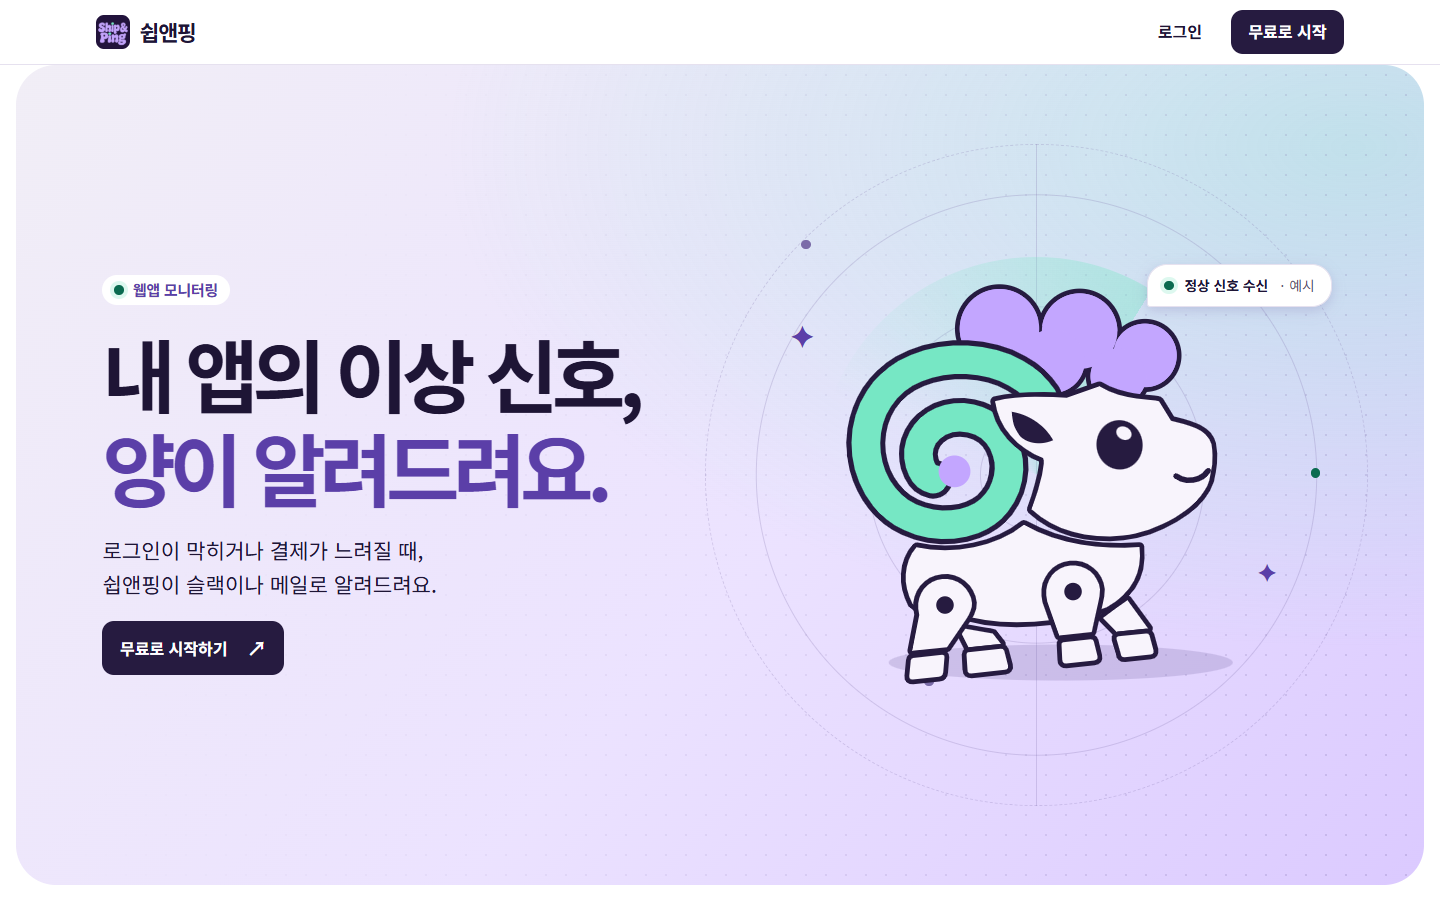 Ship&
Ping
쉽앤핑
로그인
무료로 시작
웹앱 모니터링
정상 신호 수신 · 예시
내 앱의 이상 신호,
양이 알려드려요.
로그인이 막히거나 결제가 느려질 때,
쉽앤핑이 슬랙이나 메일로 알려드려요.
무료로 시작하기 ↗